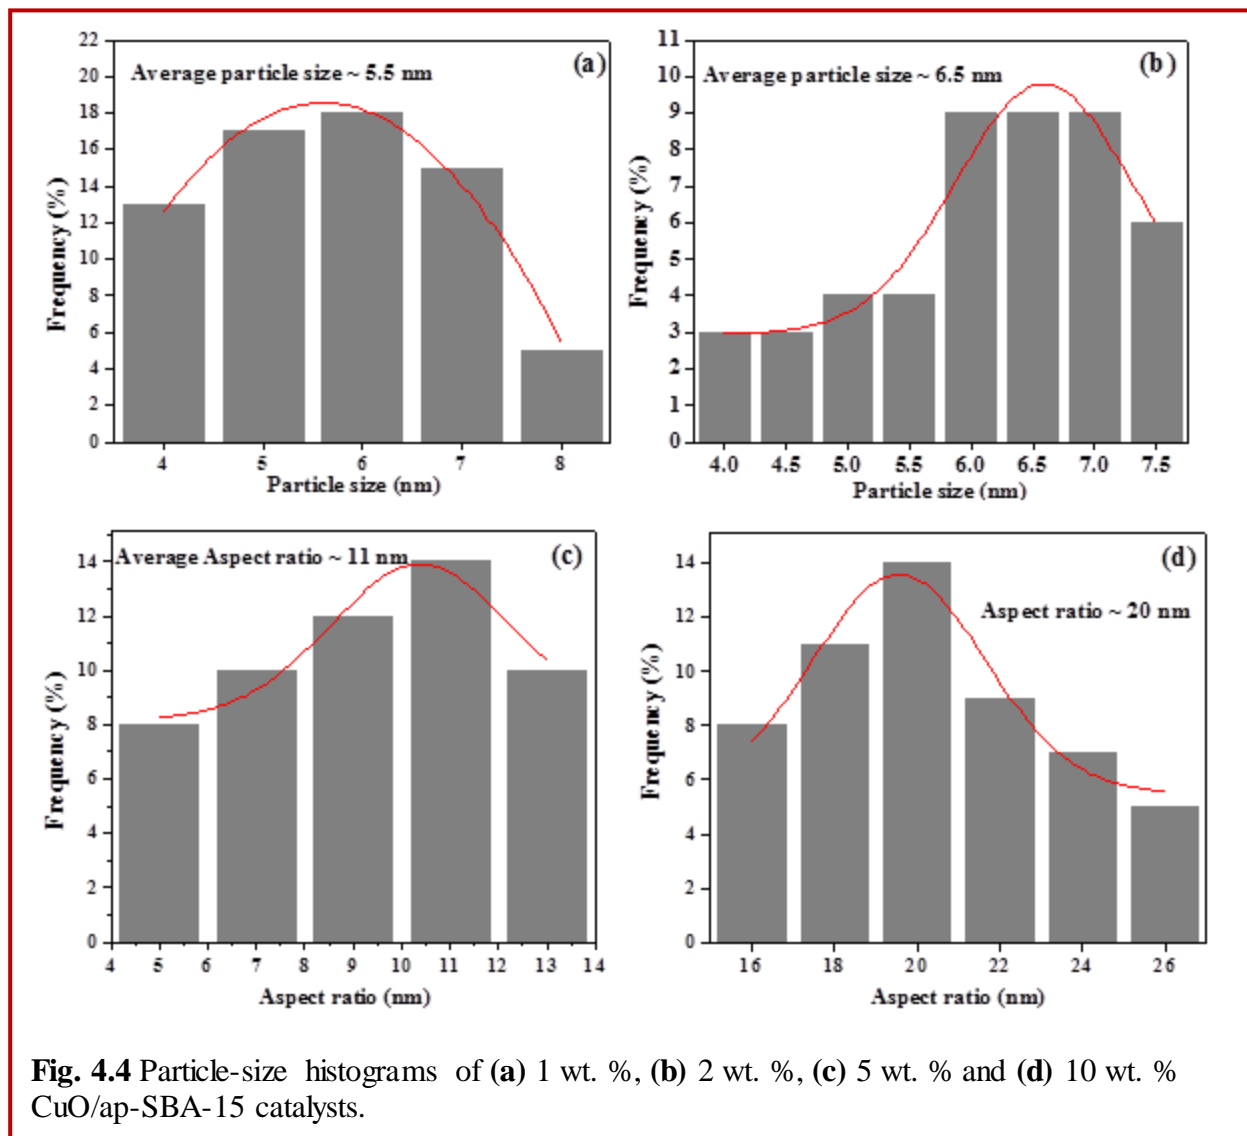 22
20
18
16
14
12
10
8
6
4
2
0
Frequency (%)
Average particle size ~ 5.5 nm
(a)
4 5 6 7 8
Particle size (nm)
11
10
9
8
7
6
5
4
3
2
1
0
Frequency (%)
Average particle size ~ 6.5 nm
(b)
4.0 4.5 5.0 5.5 6.0 6.5 7.0 7.5
Particle size (nm)
14
12
10
8
6
4
2
0
Frequency (%)
Average Aspect ratio ~ 11 nm
(c)
4 5 6 7 8 9 10 11 12 13 14
Aspect ratio (nm)
14
12
10
8
6
4
2
0
Frequency (%)
(d)
Aspect ratio ~ 20 nm
16 18 20 22 24 26
Aspect ratio (nm)
Fig. 4.4 Particle-size histograms of (a) 1 wt. %, (b) 2 wt. %, (c) 5 wt. % and (d) 10 wt. %
CuO/ap-SBA-15 catalysts.